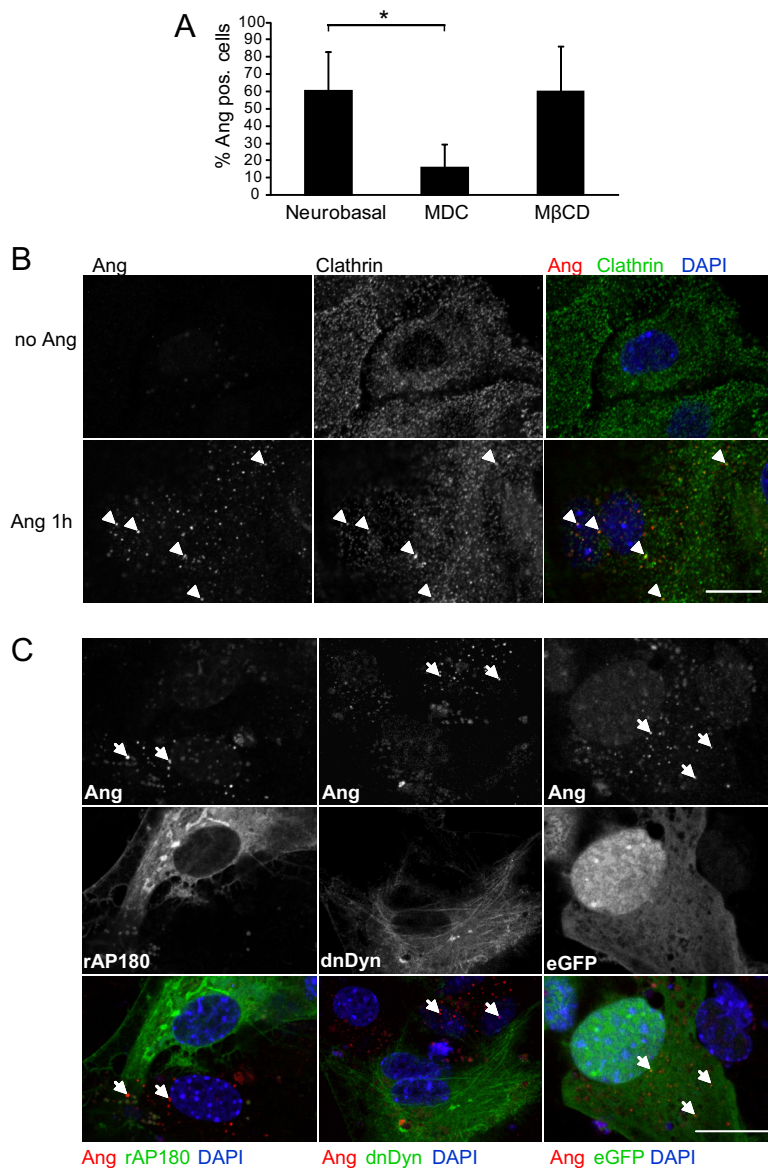 A
*
% Ang pos. cells
100
90
80
70
60
50
40
30
20
10
0
Neurobasal MDC MβCD
B
Ang Clathrin Ang Clathrin DAPI
no Ang
Ang 1h
C
Ang Ang Ang
rAP180 dnDyn eGFP
Ang rAP180 DAPI Ang dnDyn DAPI Ang eGFP DAPI